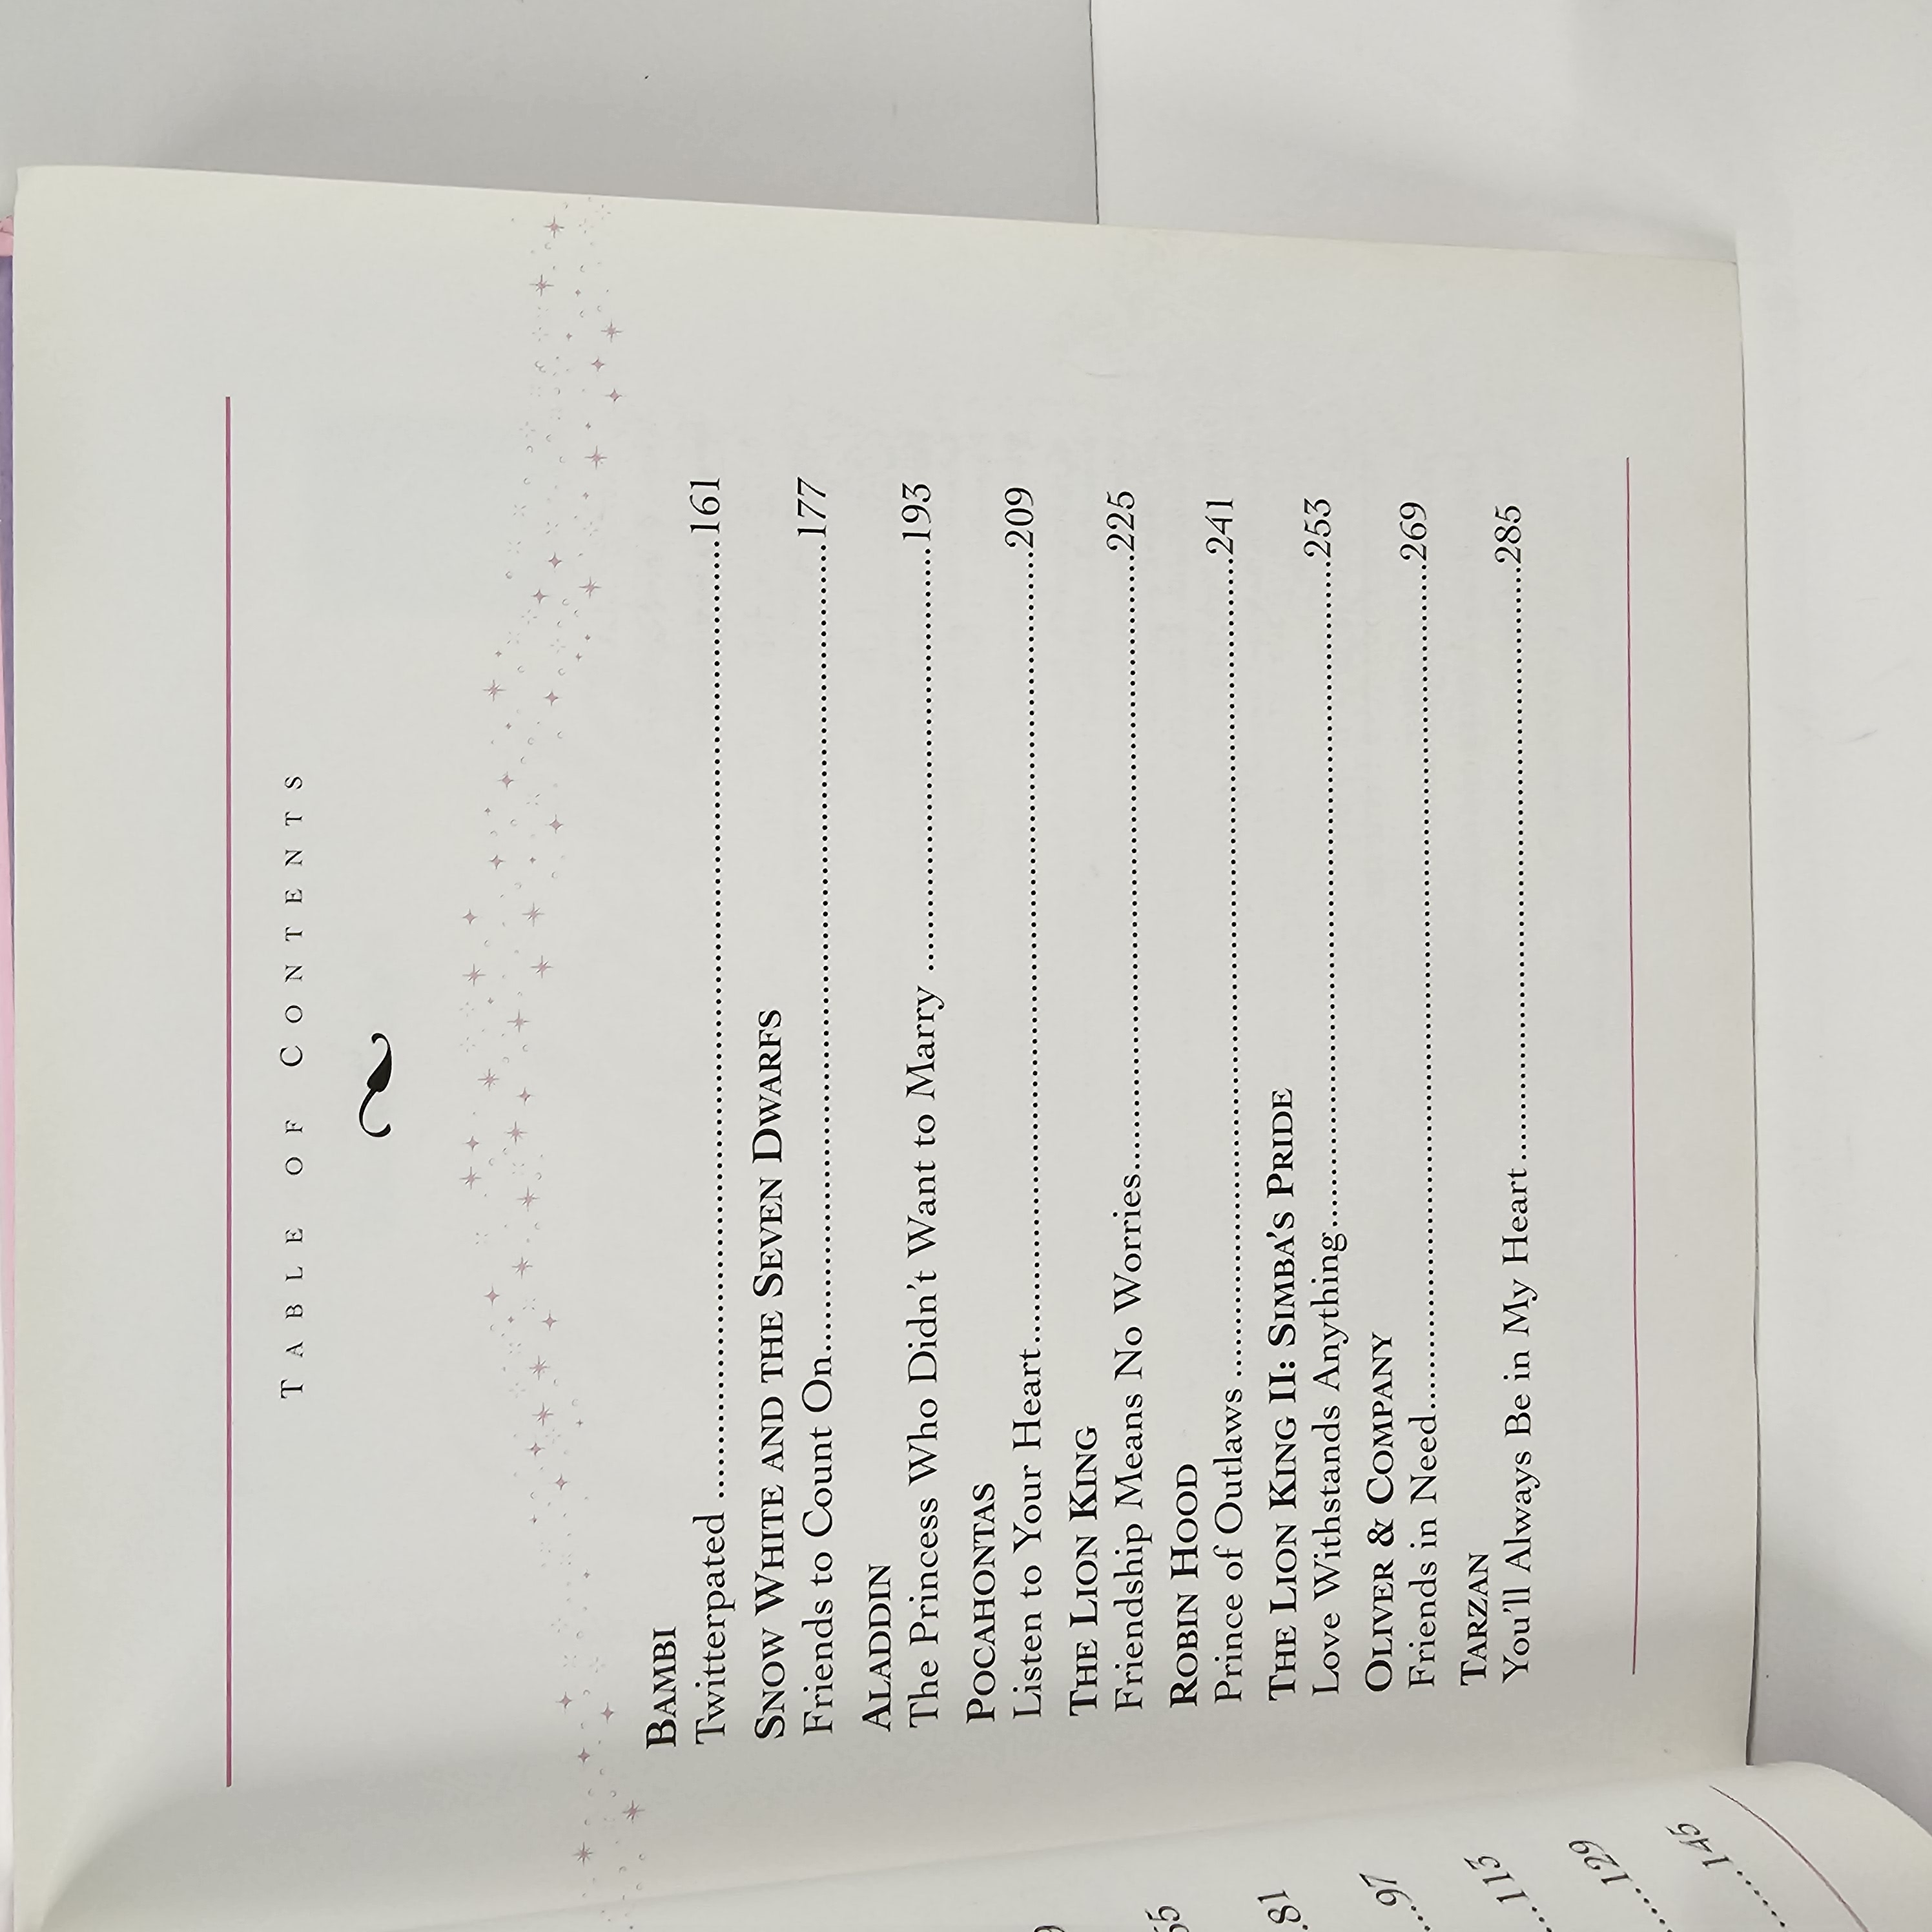 9
55
.81
...97
...113
.....129
......145
TABLE OF CONTENTS
BAMBI
Twitterpated ..........161
SNOW WHITE AND THE SEVEN DWARFS
Friends to Count On..........177
ALADDIN
The Princess Who Didn't Want to Marry ..........193
POCAHONTAS
Listen to Your Heart..........209
THE LION KING
Friendship Means No Worries..........225
ROBIN HOOD
Prince of Outlaws ..........241
THE LION KING II: SIMBA'S PRIDE
Love Withstands Anything..........253
OLIVER & COMPANY
Friends in Need..........269
TARZAN
You'll Always Be in My Heart..........285